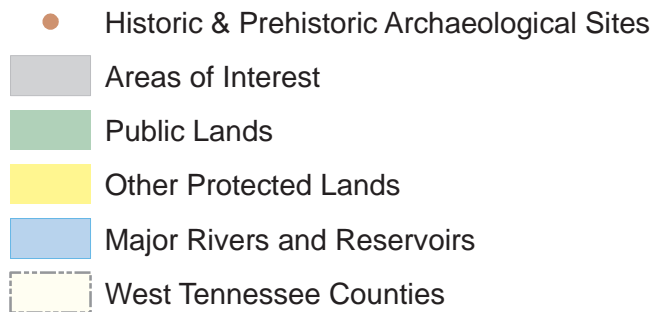 Historic & Prehistoric Archaeological Sites
Areas of Interest
Public Lands
Other Protected Lands
Major Rivers and Reservoirs
West Tennessee Counties